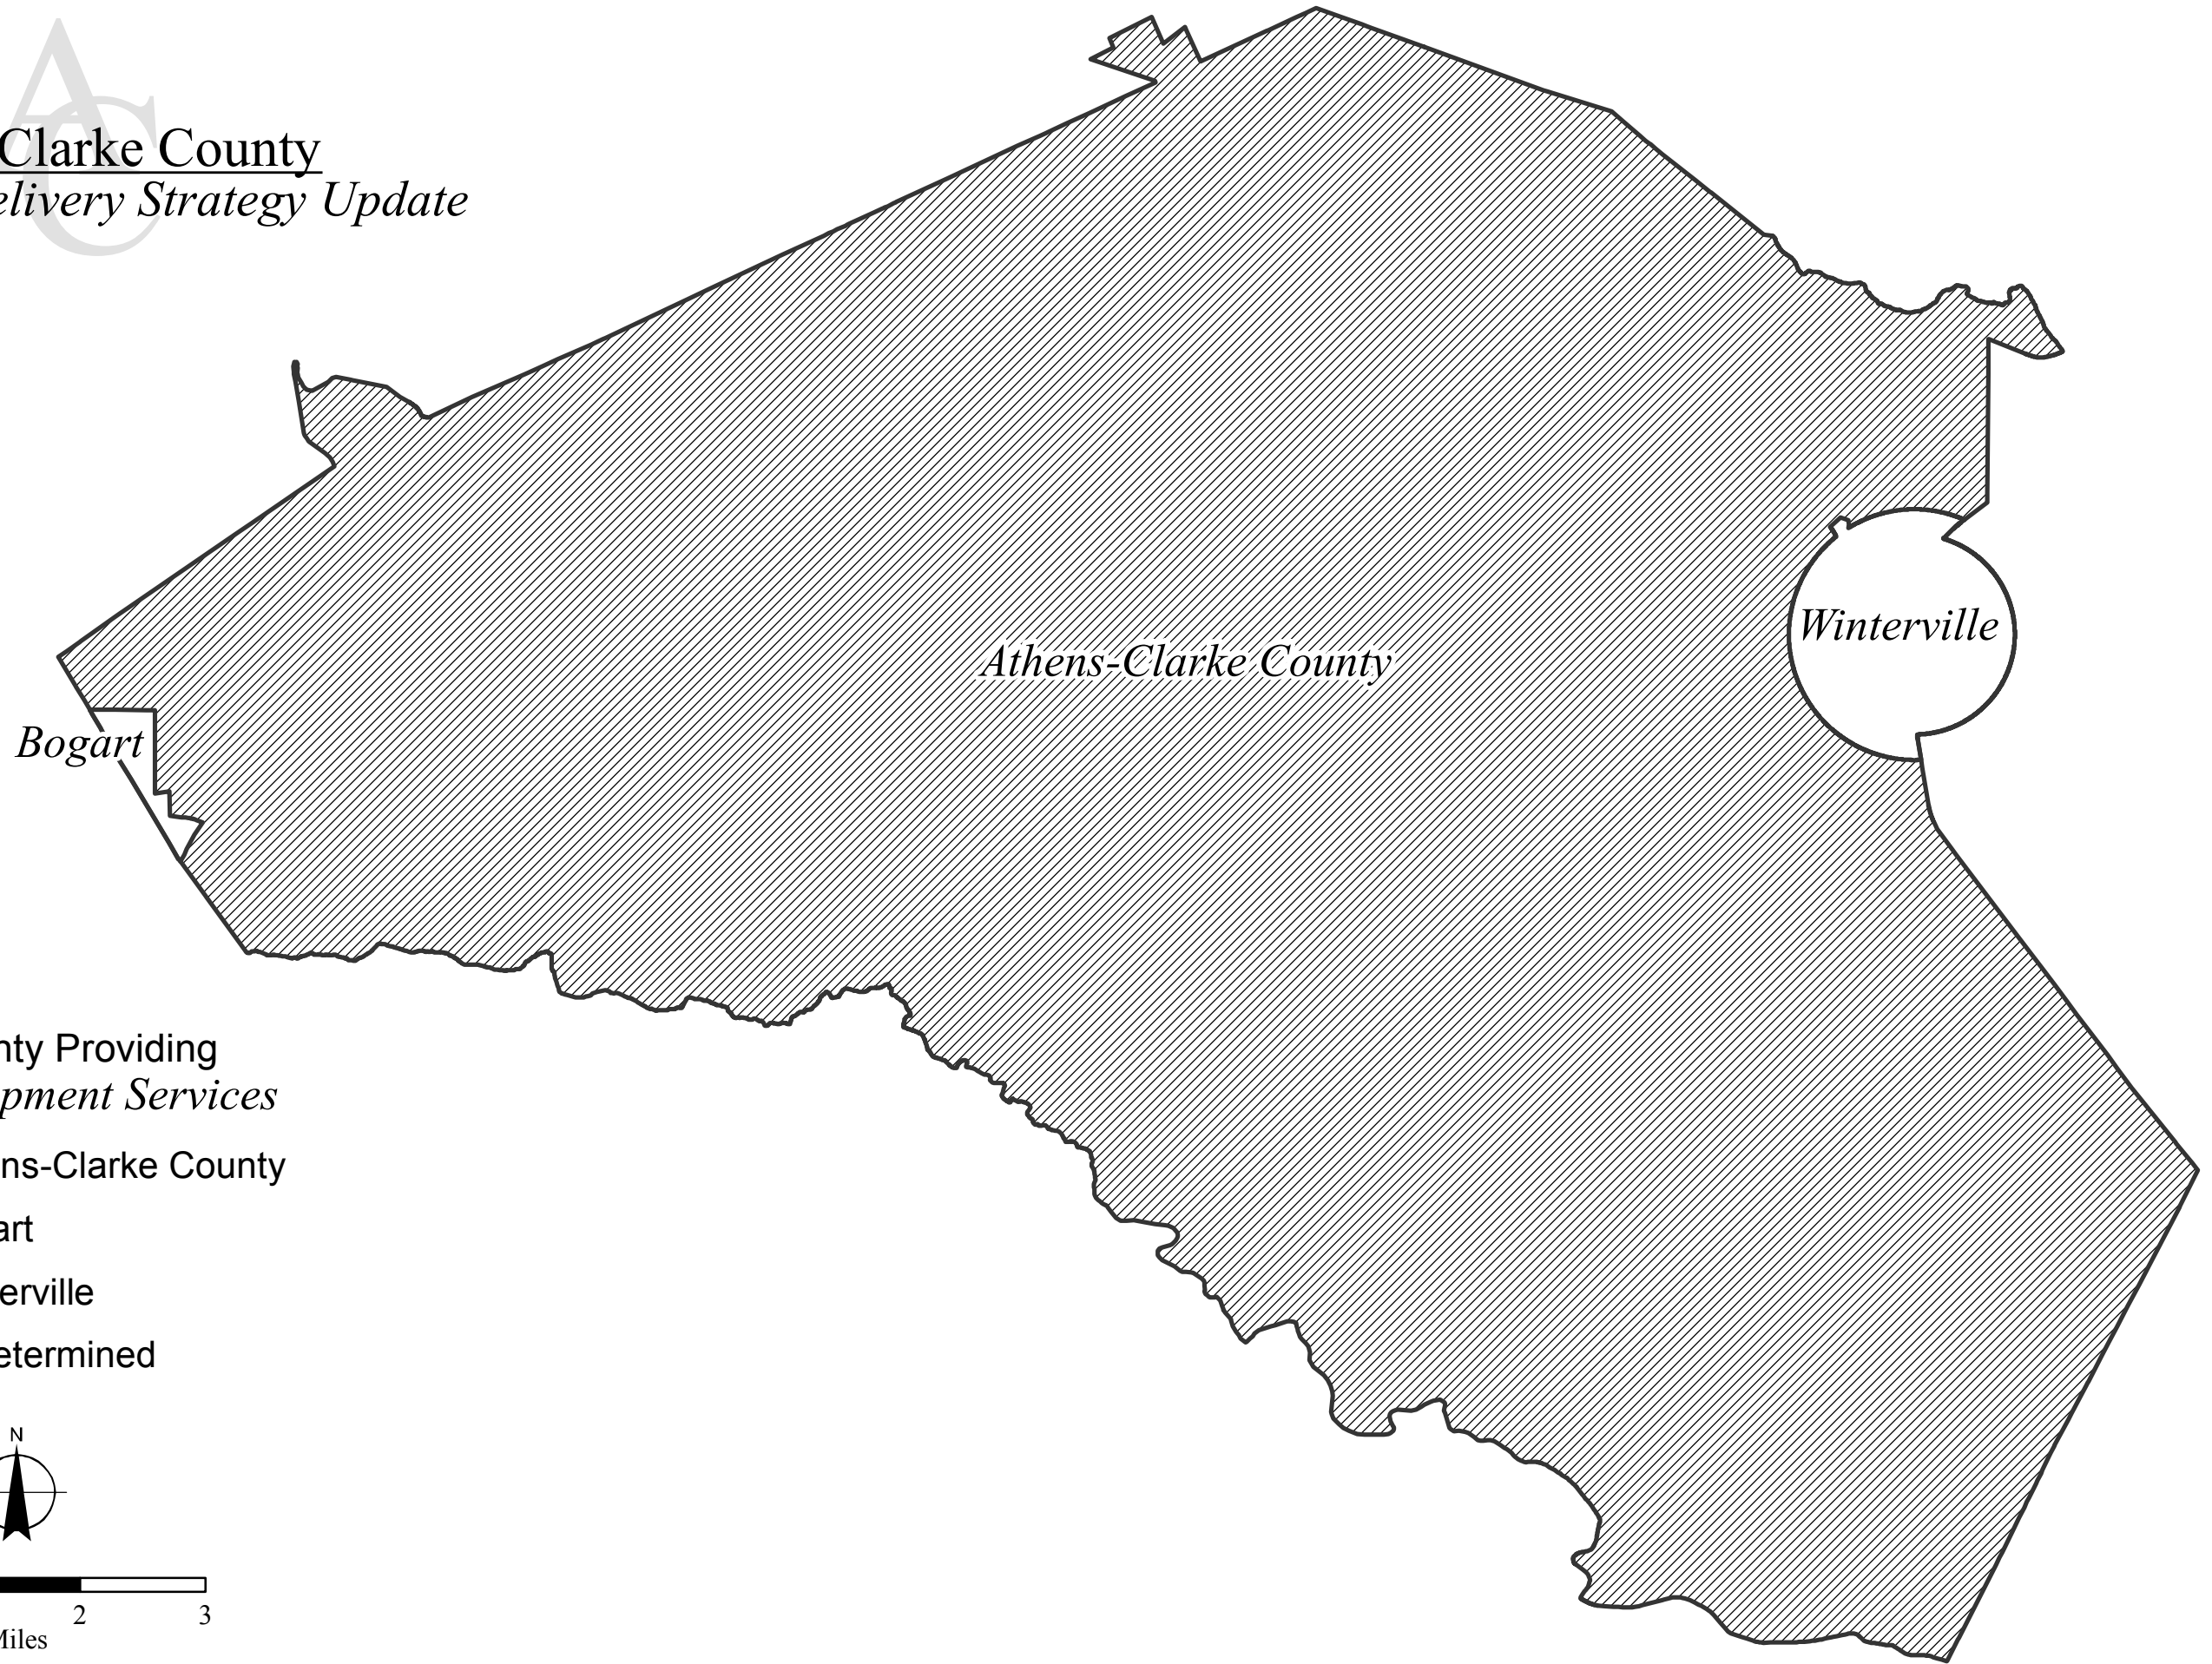 AC
Clarke County
elivery Strategy Update
Athens-Clarke County
Winterville
Bogart
nty Providing
pment Services
ns-Clarke County
art
erville
etermined
N
2 3
Miles